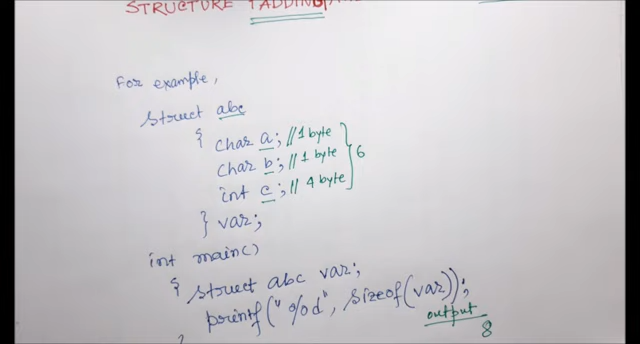 STRUCTURE PADDING
For example,
struct abc
{ char a; //1 byte
char b; //1 byte
int c; // 4 byte
6
} var;
int main()
{ struct abc var;
printf("%d", sizeof(var));
output
8